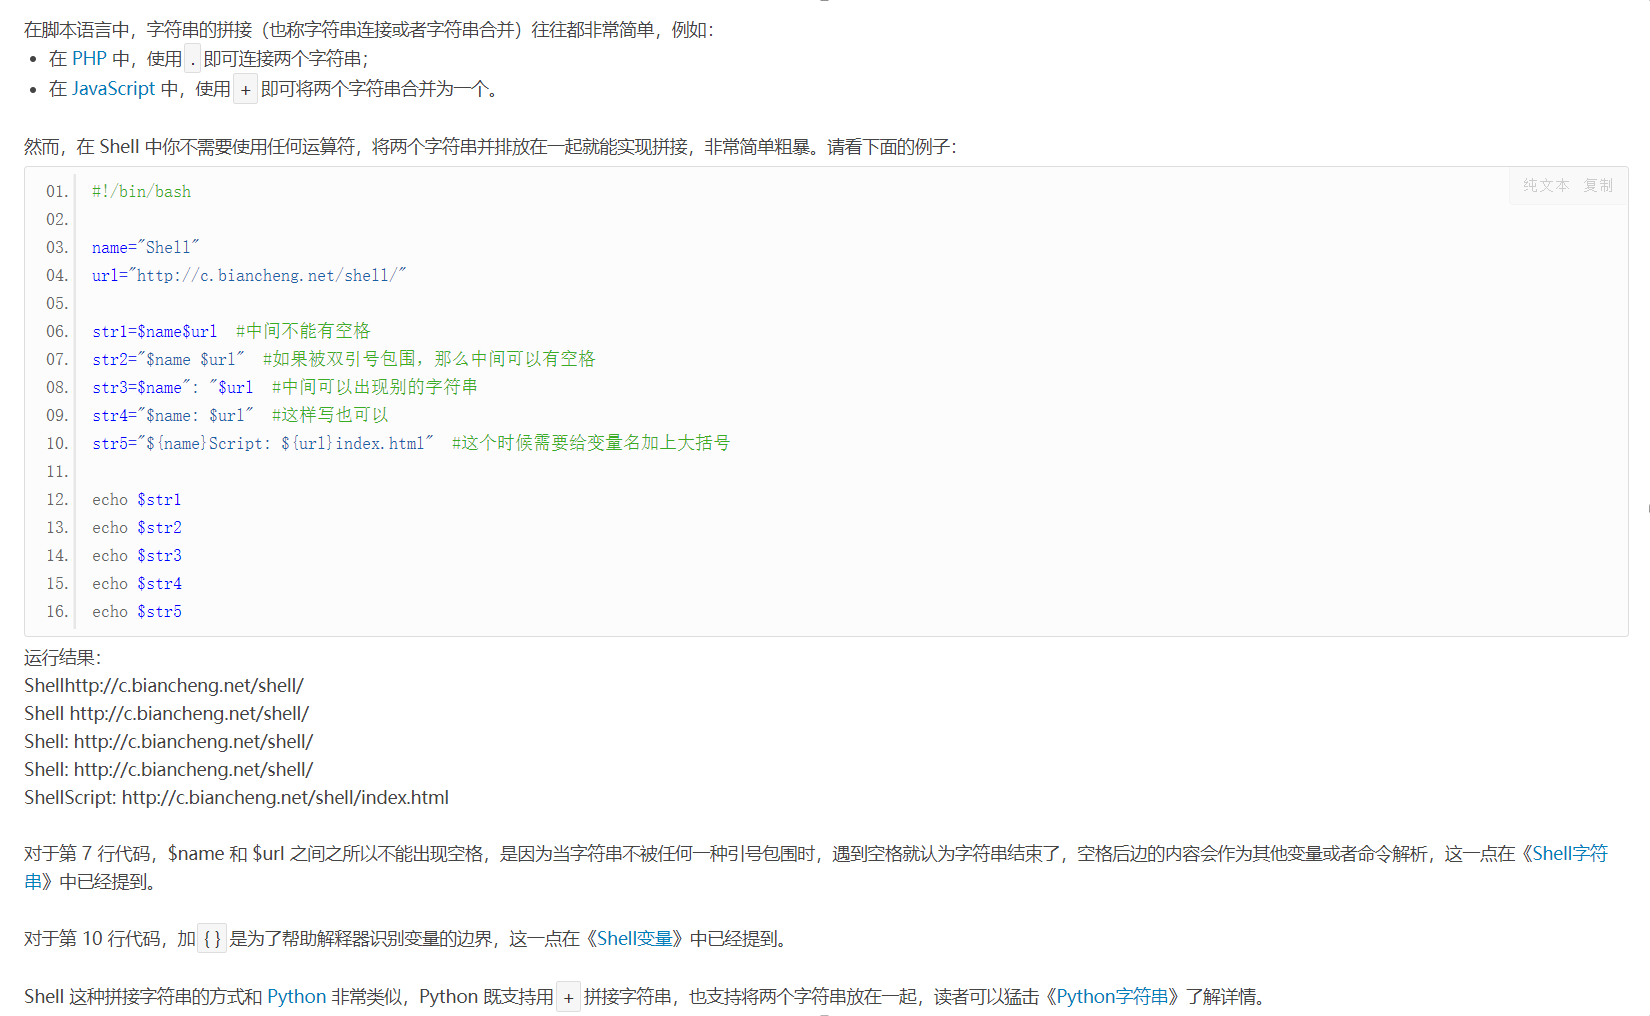 在脚本语言中，字符串的拼接（也称字符串连接或者字符串合并）往往都非常简单，例如：
• 在 PHP 中，使用 . 即可连接两个字符串；
• 在 JavaScript 中，使用 + 即可将两个字符串合并为一个。
然而，在 Shell 中你不需要使用任何运算符，将两个字符串并排放在一起就能实现拼接，非常简单粗暴。请看下面的例子：
纯文本 复制
01. #!/bin/bash
02.
03. name="Shell"
04. url="http://c.biancheng.net/shell/"
05.
06. str1=$name$url  #中间不能有空格
07. str2="$name $url"  #如果被双引号包围，那么中间可以有空格
08. str3=$name": "$url  #中间可以出现别的字符串
09. str4="$name: $url"  #这样写也可以
10. str5="${name}Script: ${url}index.html"  #这个时候需要给变量名加上大括号
11.
12. echo $str1
13. echo $str2
14. echo $str3
15. echo $str4
16. echo $str5
运行结果：
Shellhttp://c.biancheng.net/shell/
Shell http://c.biancheng.net/shell/
Shell: http://c.biancheng.net/shell/
Shell: http://c.biancheng.net/shell/
ShellScript: http://c.biancheng.net/shell/index.html
对于第 7 行代码，$name 和 $url 之间之所以不能出现空格，是因为当字符串不被任何一种引号包围时，遇到空格就认为字符串结束了，空格后边的内容会作为其他变量或者命令解析，这一点在《Shell字符
串》中已经提到。
对于第 10 行代码，加 {} 是为了帮助解释器识别变量的边界，这一点在《Shell变量》中已经提到。
Shell 这种拼接字符串的方式和 Python 非常类似，Python 既支持用 + 拼接字符串，也支持将两个字符串放在一起，读者可以猛击《Python字符串》了解详情。